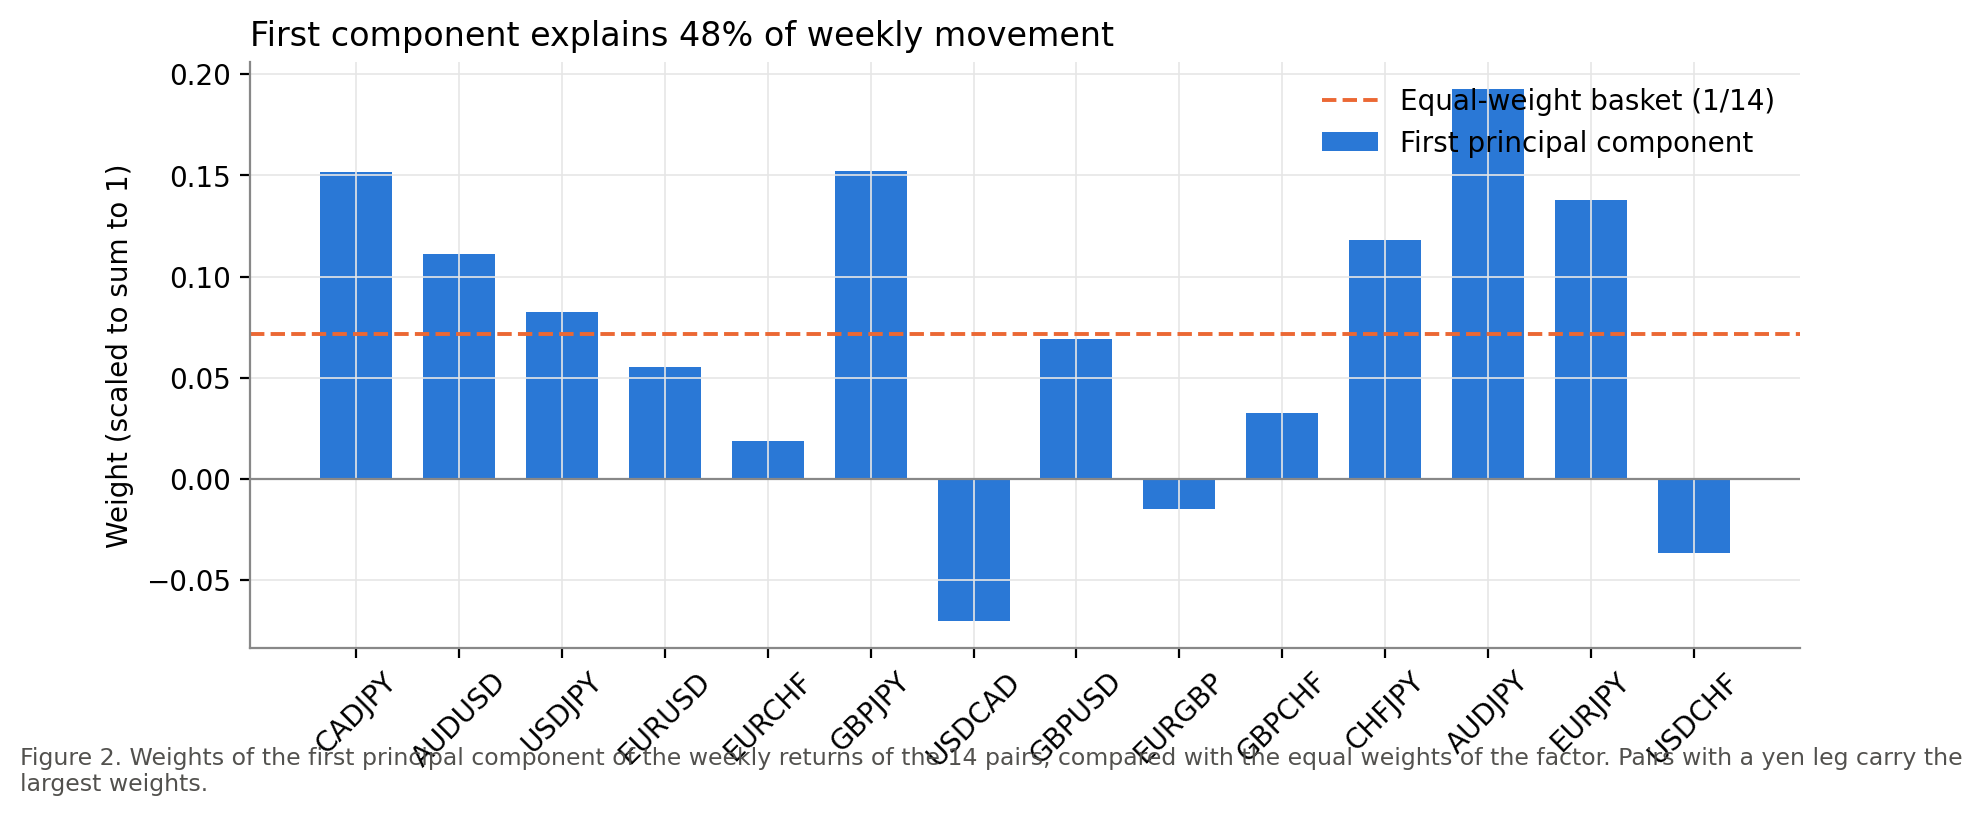 First component explains 48% of weekly movement
0.20
0.15
0.10
0.05
0.00
−0.05
Weight (scaled to sum to 1)
Equal-weight basket (1/14)
First principal component
CADJPY
AUDUSD
USDJPY
EURUSD
EURCHF
GBPJPY
USDCAD
GBPUSD
EURGBP
GBPCHF
CHFJPY
AUDJPY
EURJPY
USDCHF
Figure 2. Weights of the first principal component of the weekly returns of the 14 pairs, compared with the equal weights of the factor. Pairs with a yen leg carry the
largest weights.